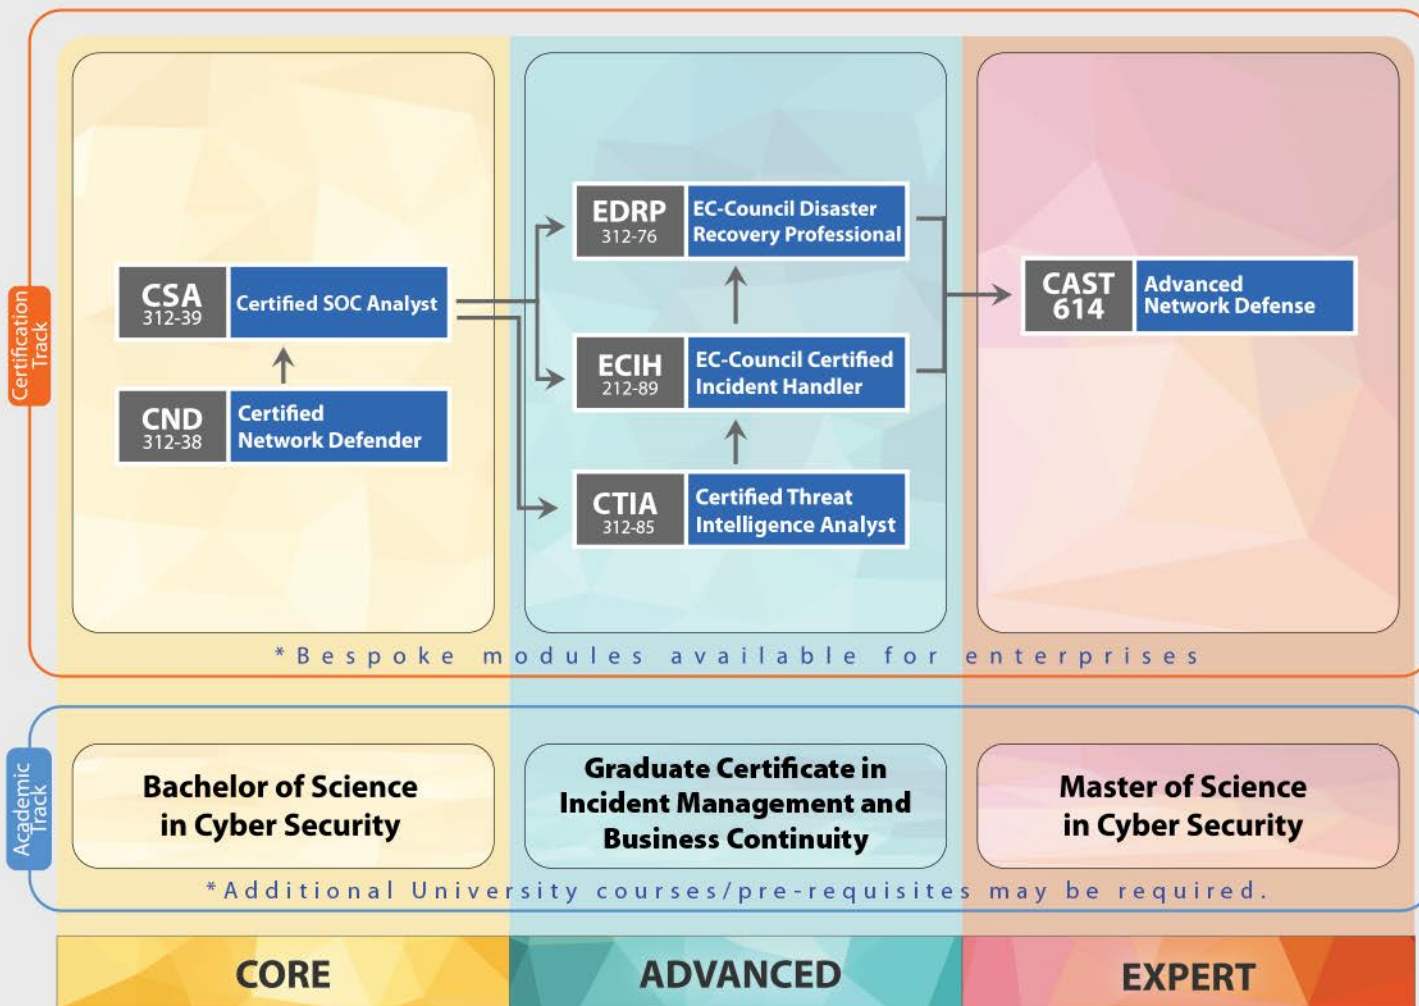 Certification
Track
CSA
312-39
Certified SOC Analyst
CND
312-38
Certified
Network Defender
EDRP
312-76
EC-Council Disaster
Recovery Professional
ECIH
212-89
EC-Council Certified
Incident Handler
CTIA
312-85
Certified Threat
Intelligence Analyst
CAST
614
Advanced
Network Defense
*Bespoke modules available for enterprises
Academic
Track
Bachelor of Science
in Cyber Security
Graduate Certificate in
Incident Management and
Business Continuity
Master of Science
in Cyber Security
*Additional University courses/pre-requisites may be required.
CORE
ADVANCED
EXPERT